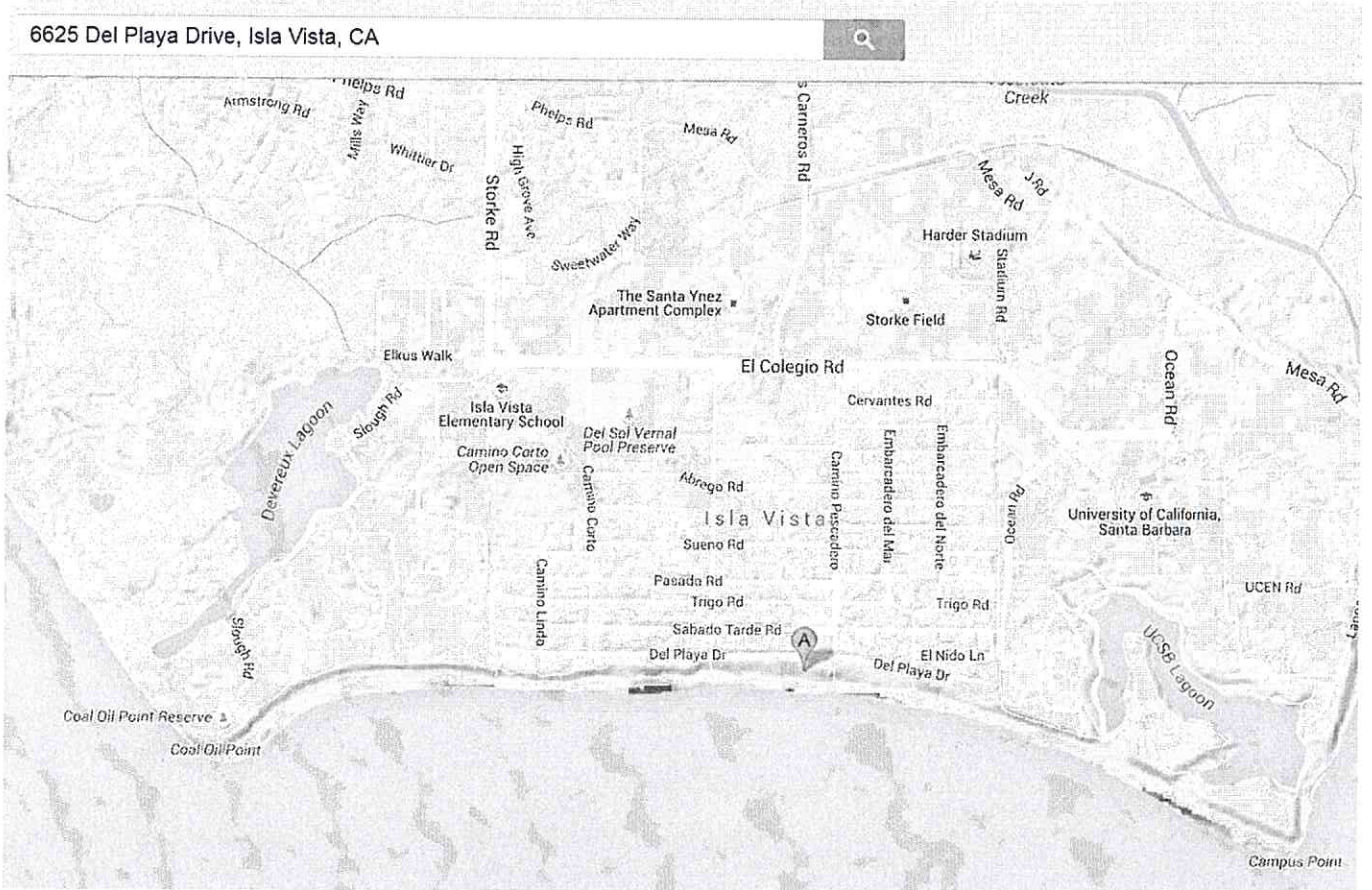 6625 Del Playa Drive, Isla Vista, CA
Phelps Rd
Armstrong Rd
Mills Way
Whittier Dr
Storke Rd
High Grove Ave
Phelps Rd
Mesa Rd
s Carneros Rd
Creek
Mesa Rd
J Rd
Sweetwater Way
Harder Stadium
Stadium Rd
The Santa Ynez
Apartment Complex
Storke Field
Elkus Walk
El Colegio Rd
Ocean Rd
Mesa Rd
Slough Rd
Devereux Lagoon
Isla Vista
Elementary School
Camino Corto
Open Space
Del Sol Vernal
Pool Preserve
Cervantes Rd
Camino Corto
Abrego Rd
Camino Pescadero
Embarcadero del Mar
Embarcadero del Norte
Ocean Rd
University of California,
Santa Barbara
Isla Vista
Sueno Rd
Camino Lindo
Pasado Rd
Trigo Rd
Trigo Rd
UCEN Rd
Sabado Tarde Rd
A
Del Playa Dr
El Nido Ln
Del Playa Dr
UCSB Lagoon
Slough Rd
Coal Oil Point Reserve
Coal Oil Point
Campus Point